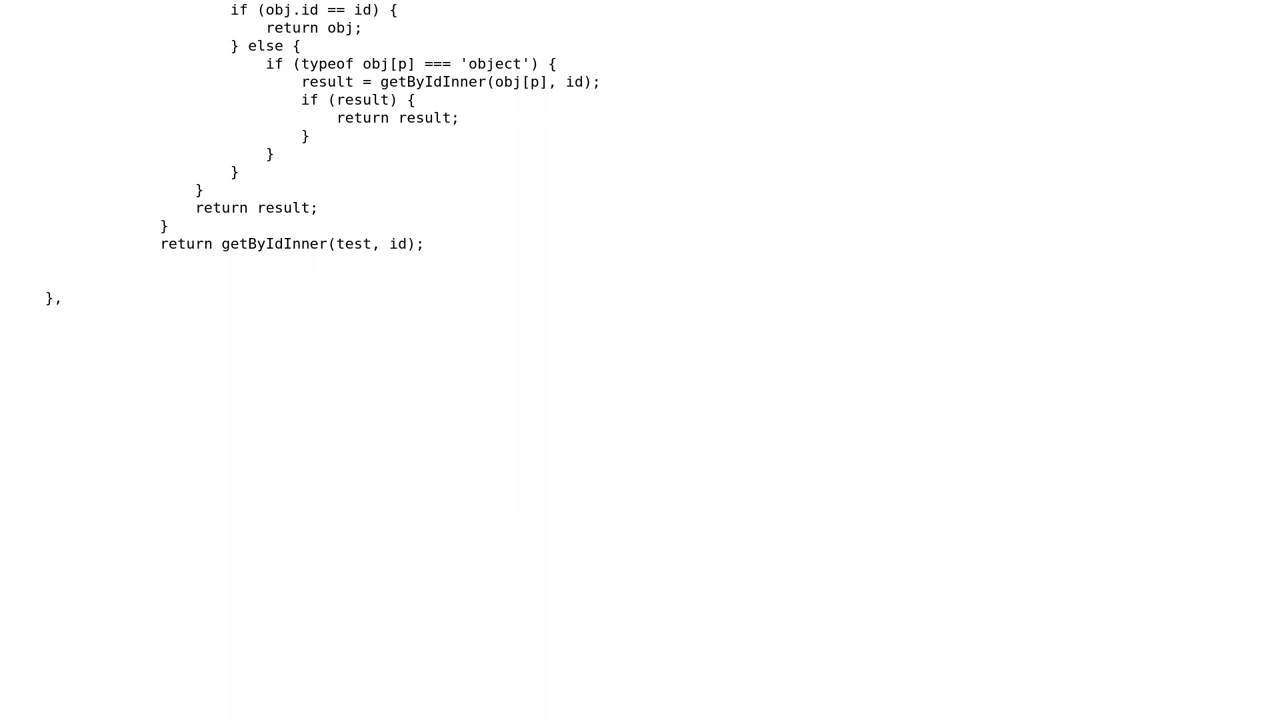 if (obj.id == id) {
                         return obj;
                     } else {
                         if (typeof obj[p] === 'object') {
                             result = getByIdInner(obj[p], id);
                             if (result) {
                                 return result;
                             }
                         }
                     }
                 }
                 return result;
             }
             return getByIdInner(test, id);
},